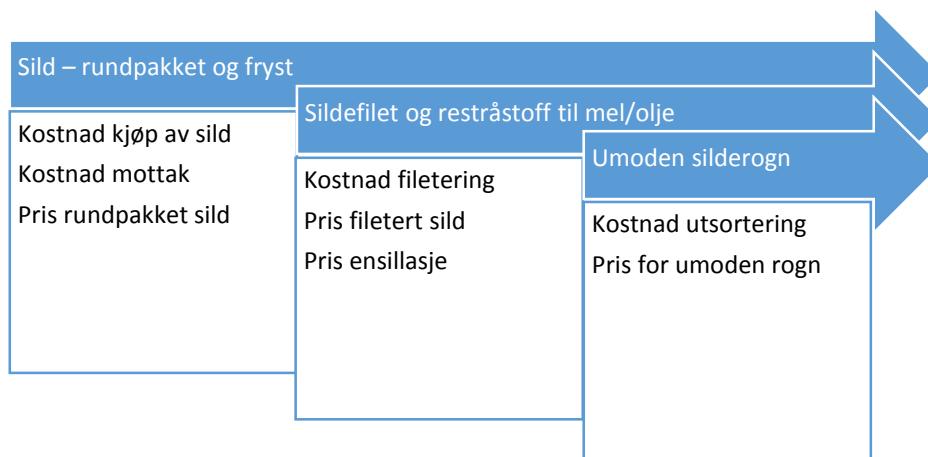 Sild – rundpakket og fryst
Kostnad kjøp av sild
Kostnad mottak
Pris rundpakket sild
Sildefilet og restråstoff til mel/olje
Kostnad filetering
Pris filetert sild
Pris ensillasje
Umoden silderogn
Kostnad utsortering
Pris for umoden rogn